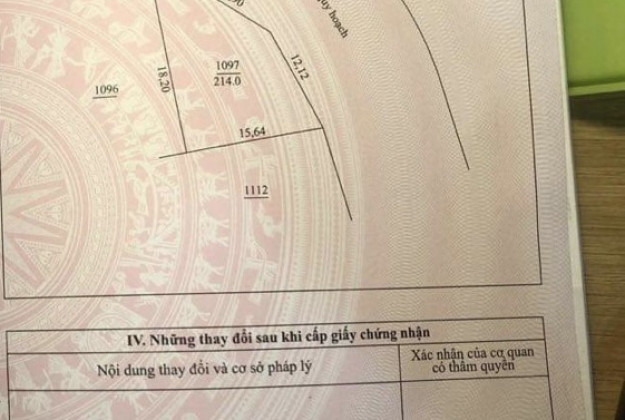 uy hoạch
1097
214.0
12,12
18,20
1096
15,64
1112
IV. Những thay đổi sau khi cấp giấy chứng nhận
Nội dung thay đổi và cơ sở pháp lý
Xác nhận của cơ quan
có thẩm quyền